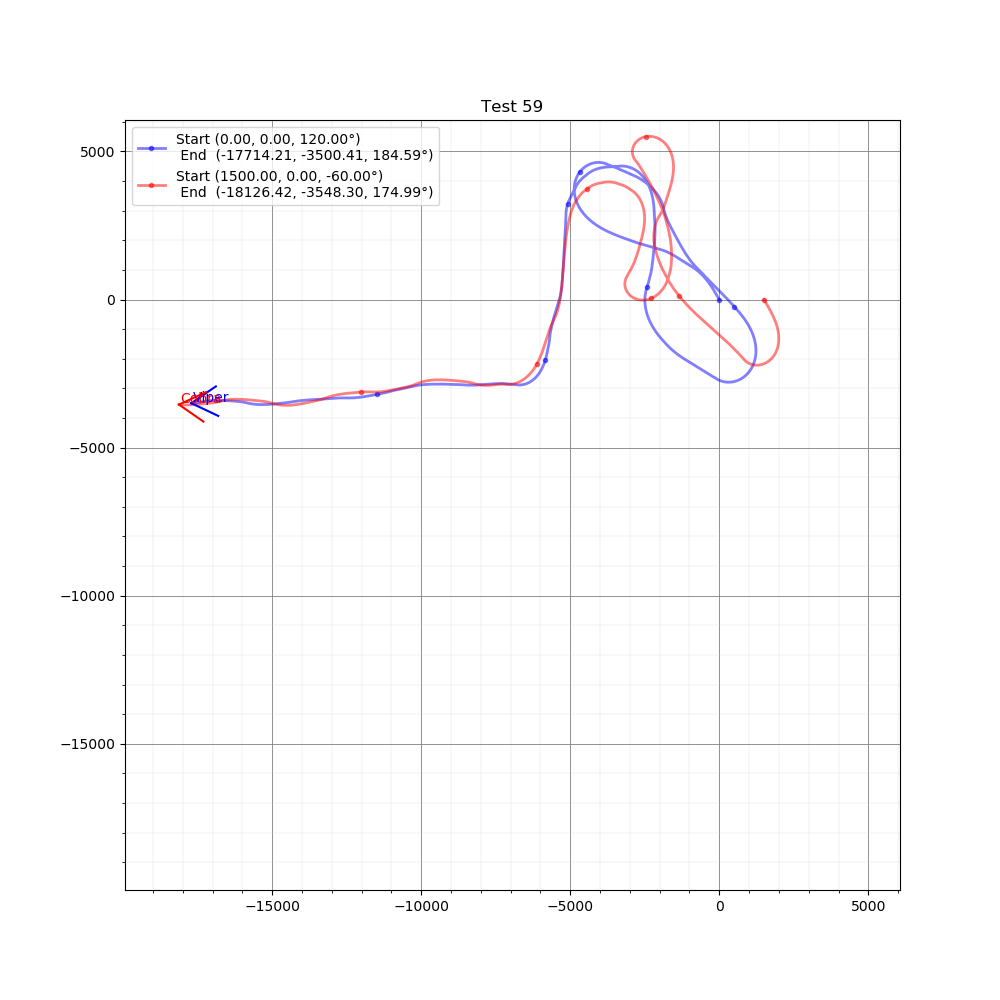 Test 59
Start (0.00, 0.00, 120.00°)
End (-17714.21, -3500.41, 184.59°)
Start (1500.00, 0.00, -60.00°)
End (-18126.42, -3548.30, 174.99°)
5000
0
−5000
−10000
−15000
−15000
−10000
−5000
0
5000